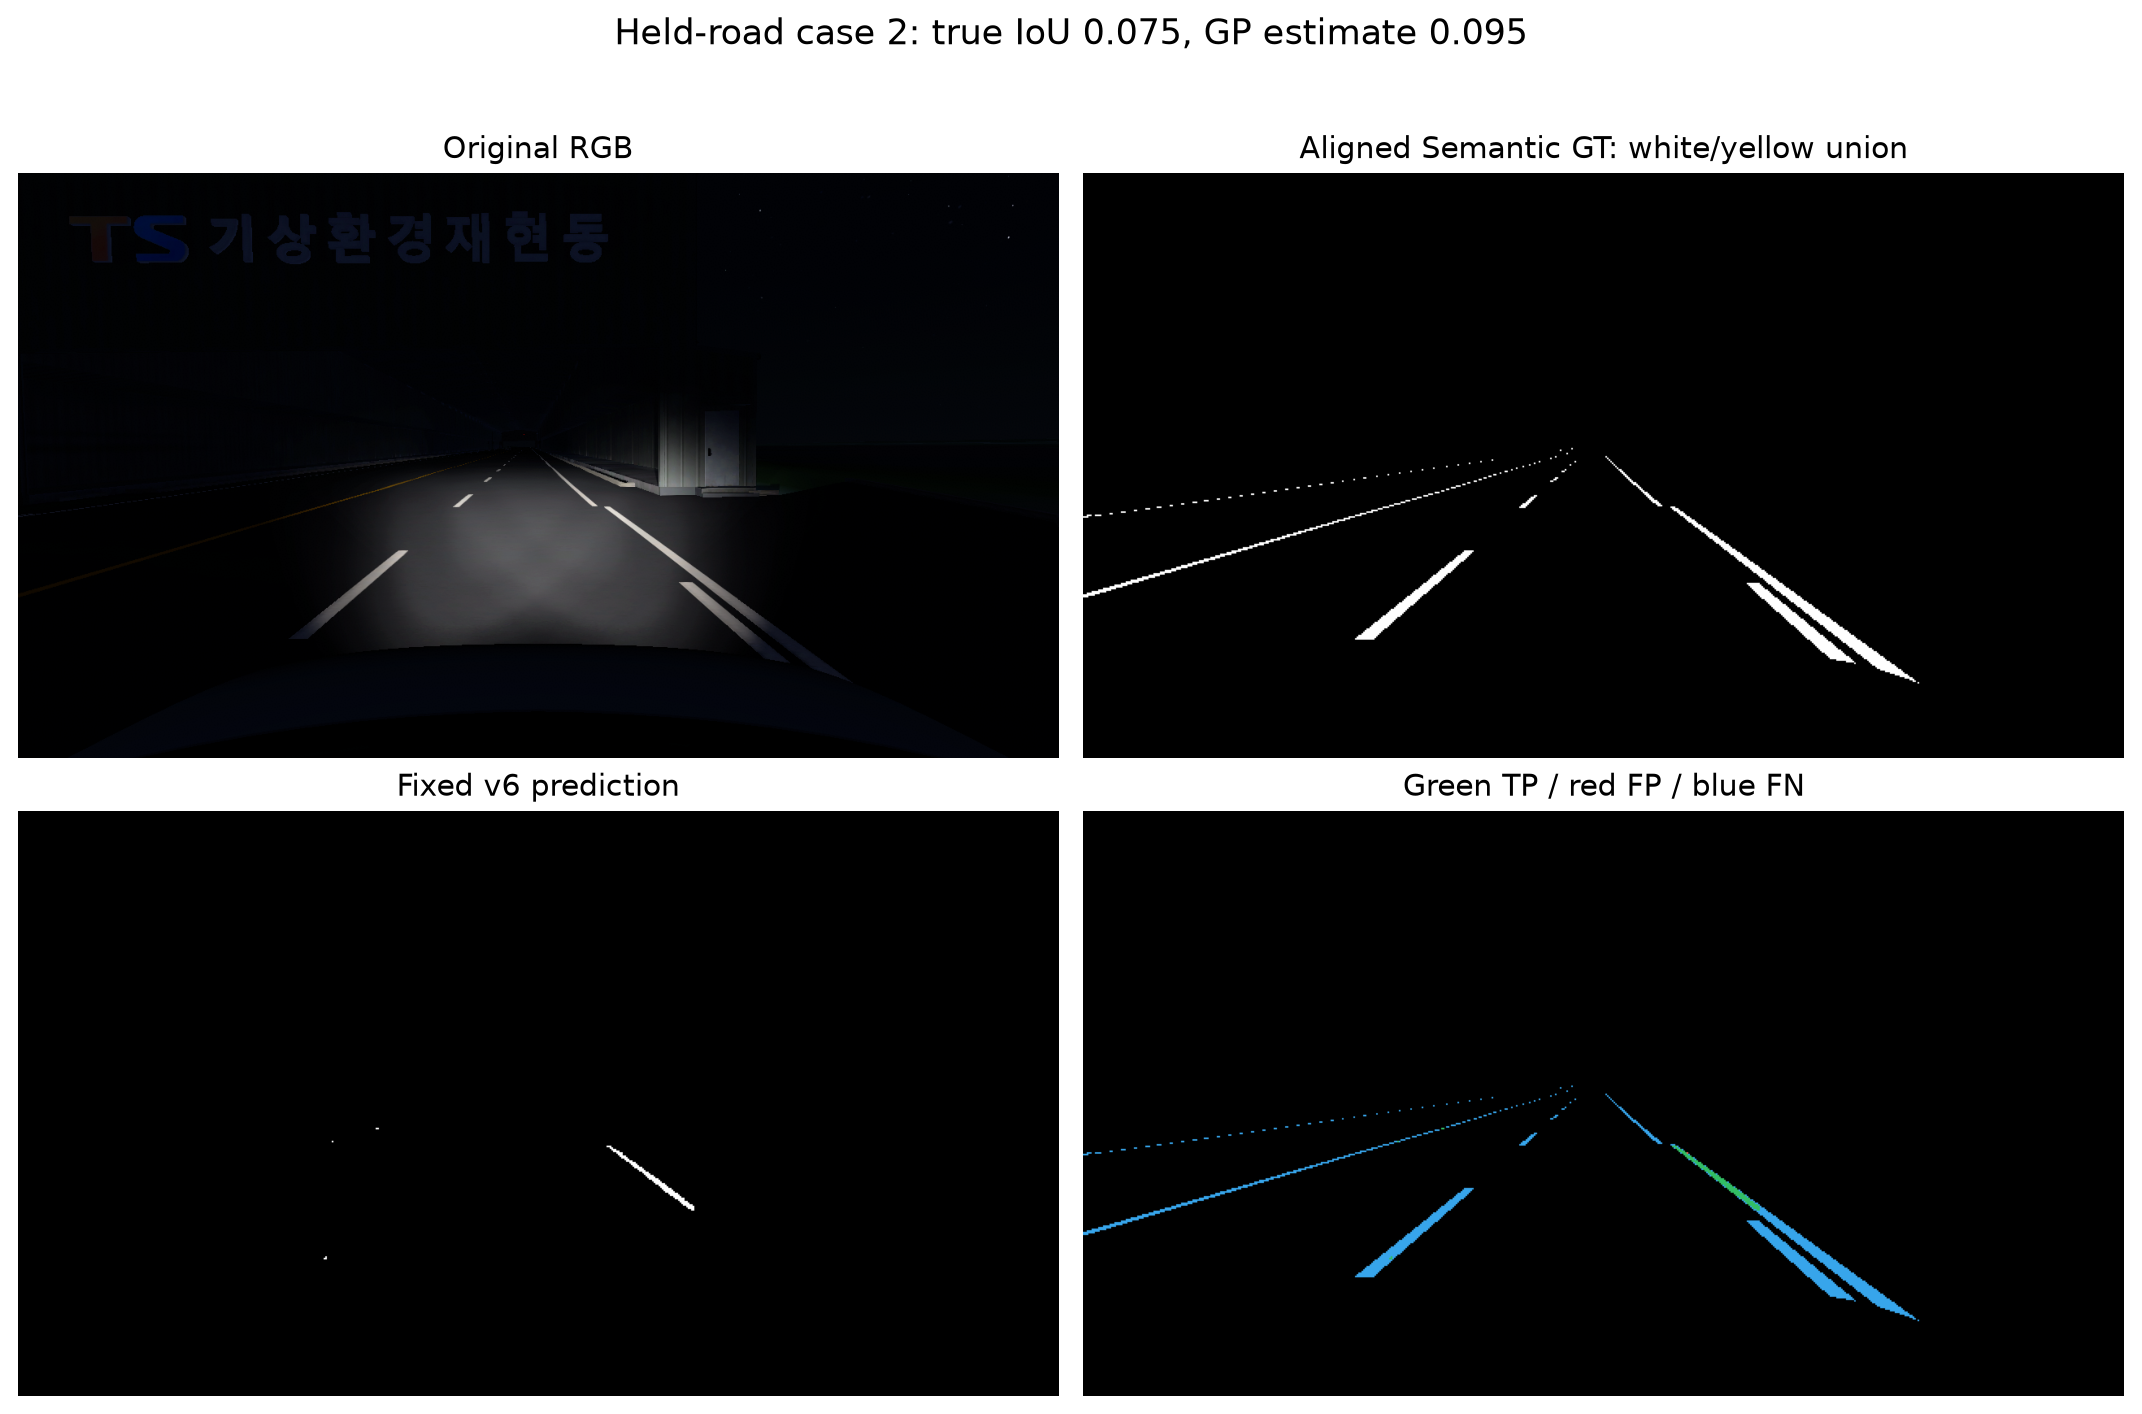 Held-road case 2: true IoU 0.075, GP estimate 0.095
Original RGB
Aligned Semantic GT: white/yellow union
TS 기상환경재현동
Fixed v6 prediction
Green TP / red FP / blue FN